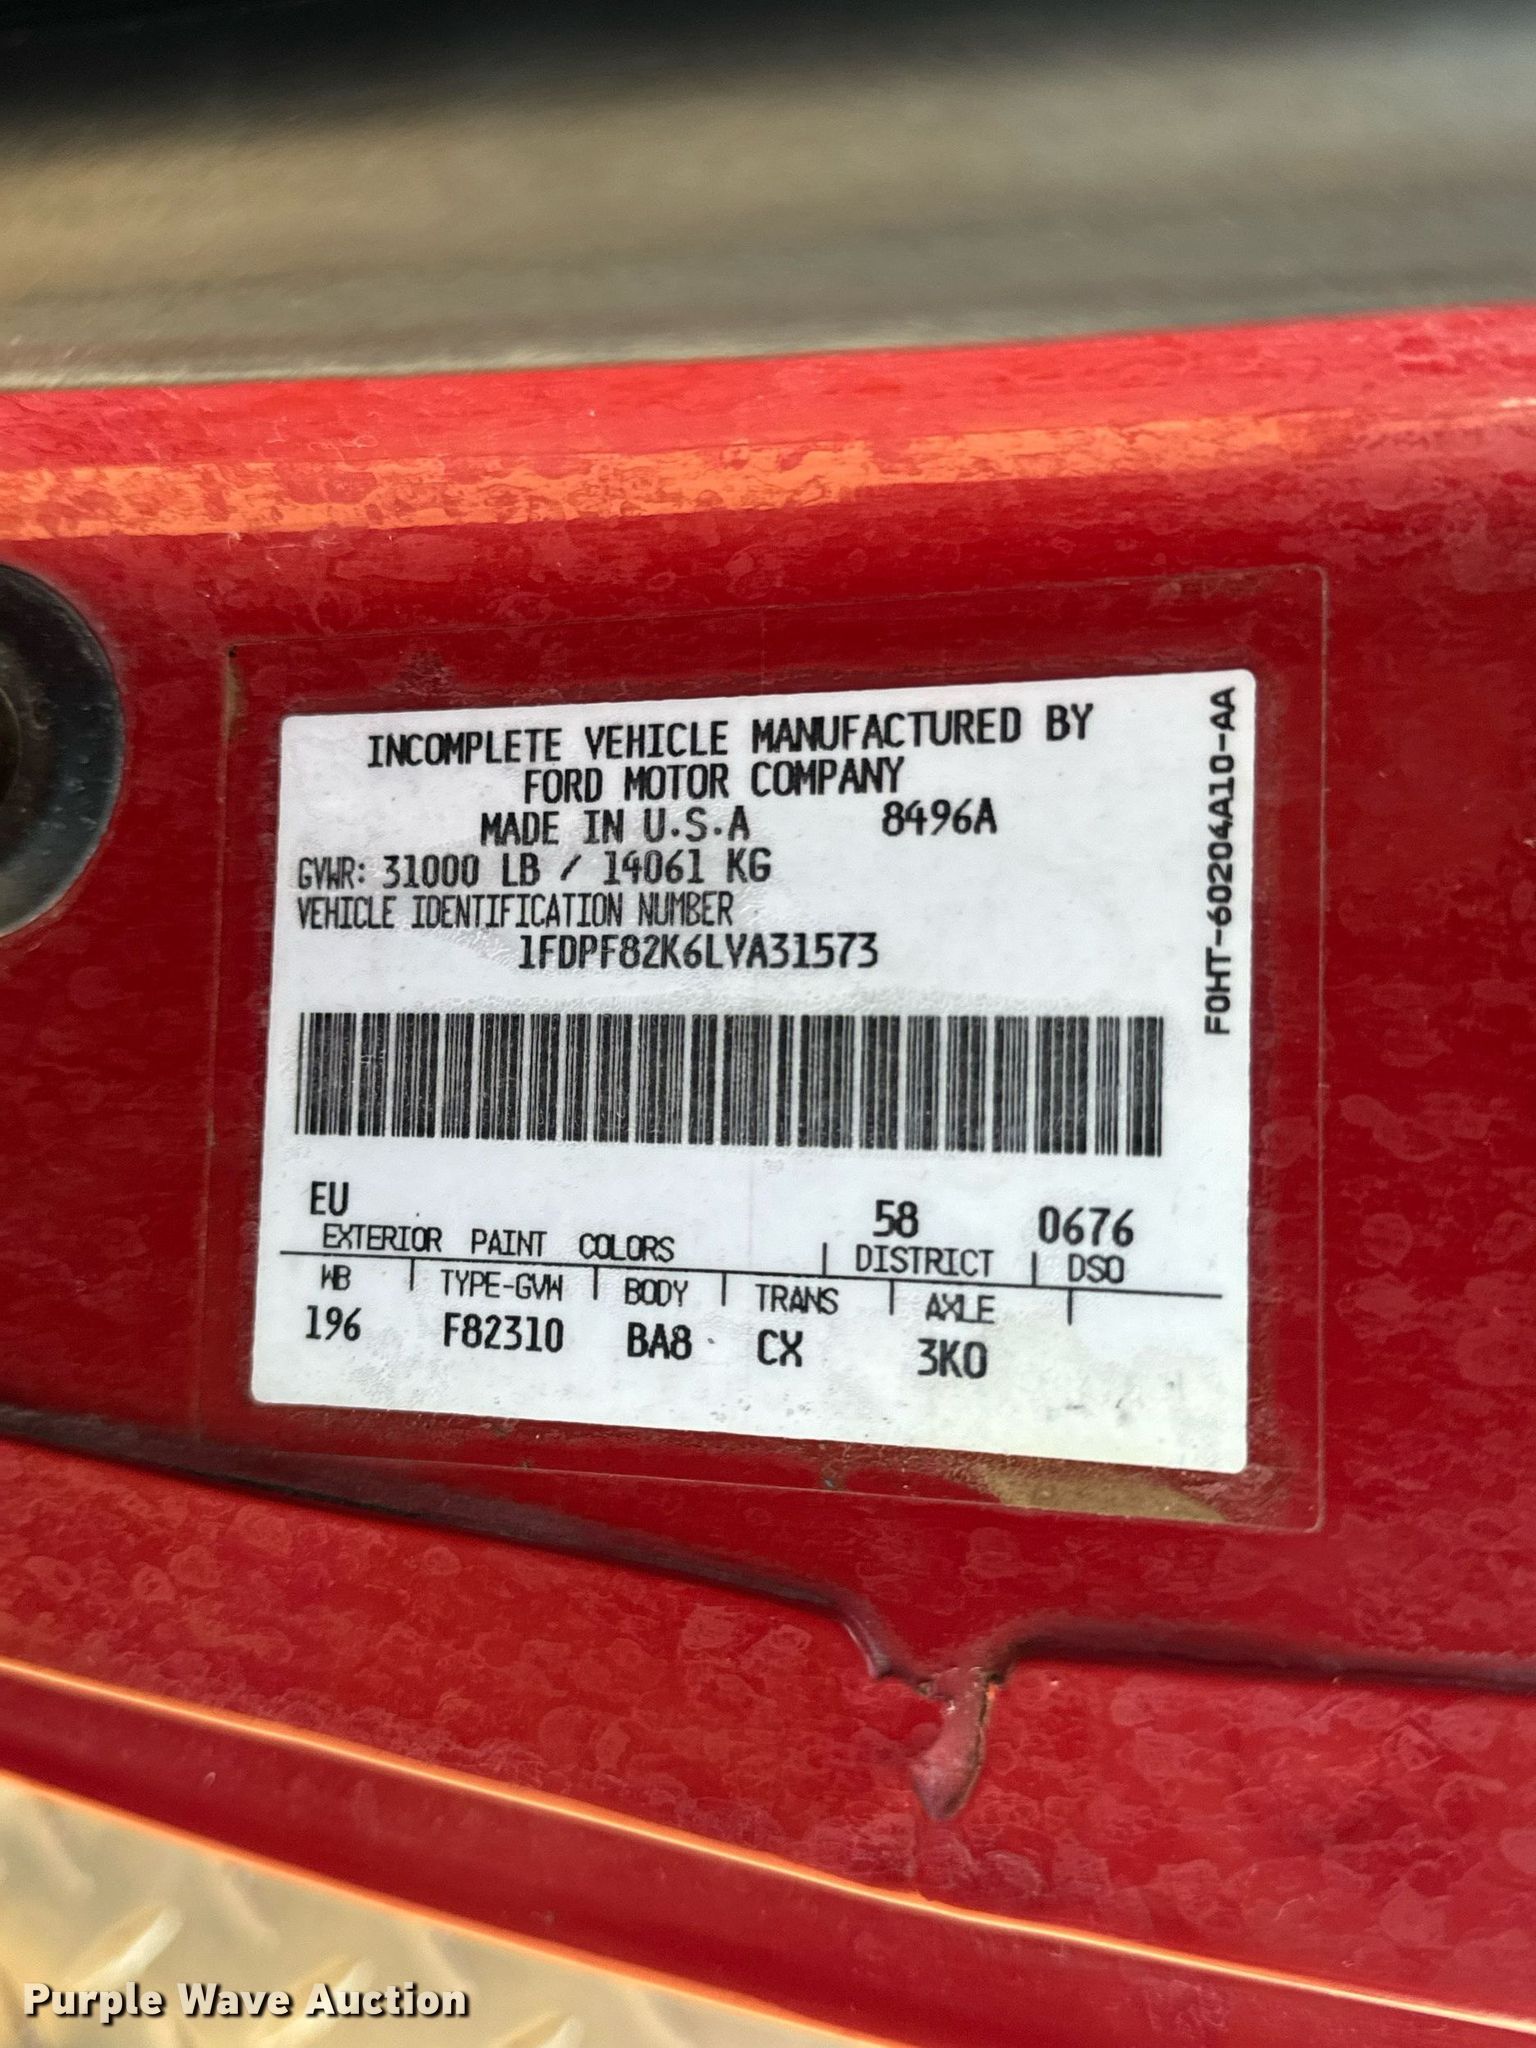 INCOMPLETE VEHICLE MANUFACTURED BY
FORD MOTOR COMPANY
MADE IN U.S.A 8496A
GVWR: 31000 LB / 14061 KG
VEHICLE IDENTIFICATION NUMBER
1FDPF82K6LVA31573
F0HT-60204A10-AA
EU 58 0676
EXTERIOR PAINT COLORS DISTRICT DSO
WB TYPE-GVW BODY TRANS AXLE
196 F82310 BA8 CX 3K0
Purple Wave Auction